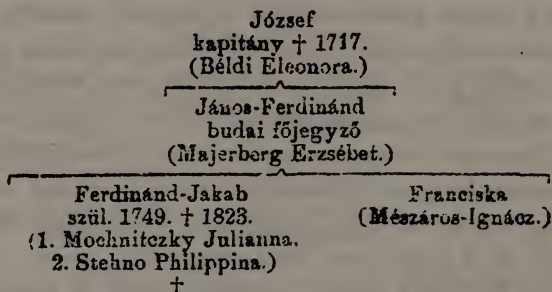 József
kapitány † 1717.
(Béldi Eleonora.)
János-Ferdinánd
budai főjegyző
(Majerberg Erzsébet.)
Ferdinánd-Jakab
szül. 1749. † 1823.
(1. Mochnitczky Julianna.
2. Stehno Philippina.)
†
Franciska
(Mészáros-Ignácz.)